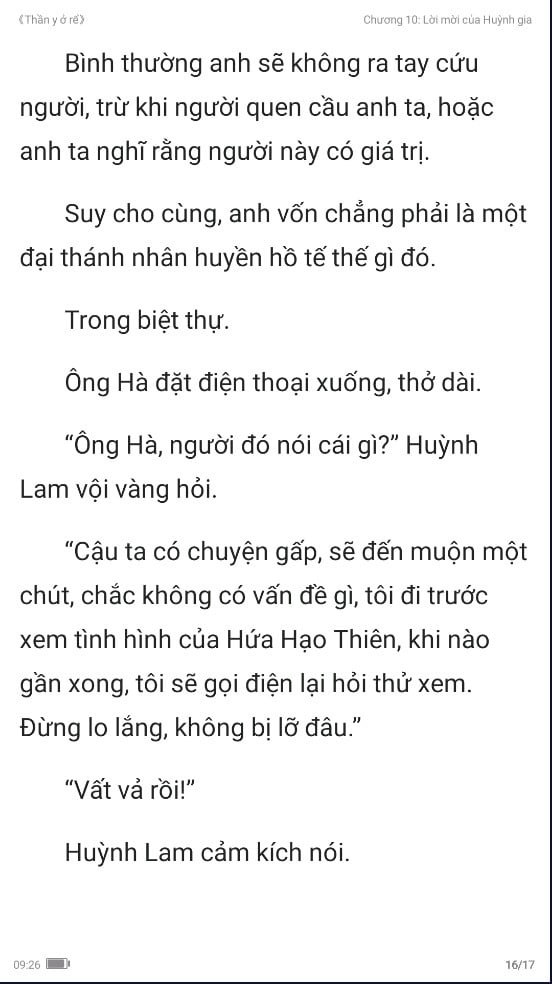 《Thần y ở rể》
Chương 10: Lời mời của Huỳnh gia
Bình thường anh sẽ không ra tay cứu
người, trừ khi người quen cầu anh ta, hoặc
anh ta nghĩ rằng người này có giá trị.
Suy cho cùng, anh vốn chẳng phải là một
đại thánh nhân huyền hồ tế thế gì đó.
Trong biệt thự.
Ông Hà đặt điện thoại xuống, thở dài.
“Ông Hà, người đó nói cái gì?” Huỳnh
Lam vội vàng hỏi.
“Cậu ta có chuyện gấp, sẽ đến muộn một
chút, chắc không có vấn đề gì, tôi đi trước
xem tình hình của Hứa Hạo Thiên, khi nào
gần xong, tôi sẽ gọi điện lại hỏi thử xem.
Đừng lo lắng, không bị lỡ đâu.”
“Vất vả rồi!”
Huỳnh Lam cảm kích nói.
09:26
16/17